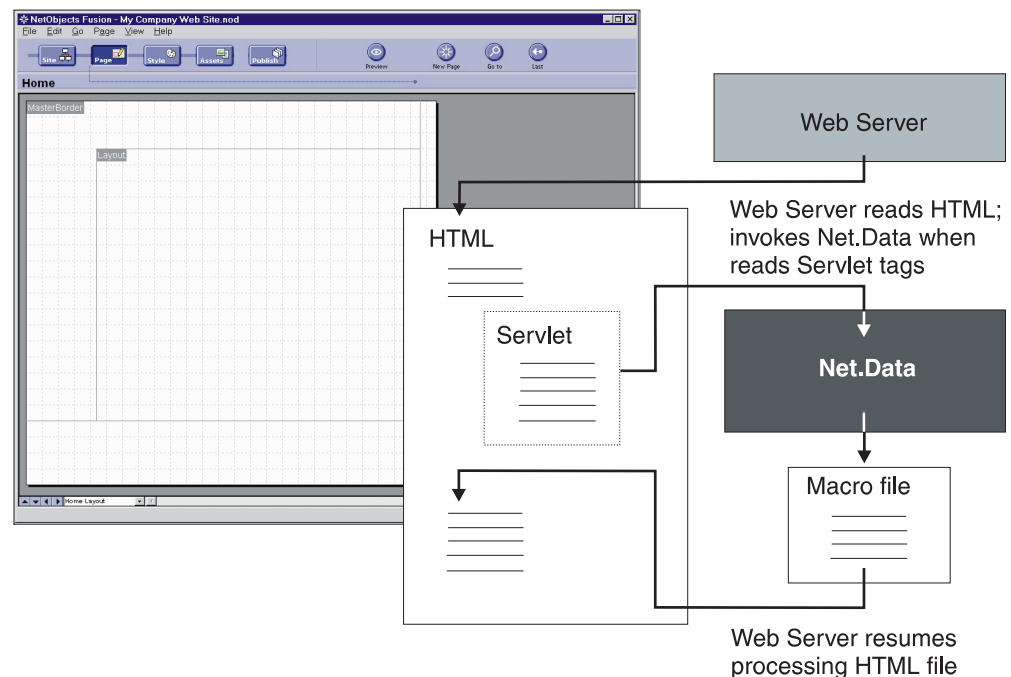 NetObjects Fusion - My Company Web Site.nod
File Edit Go Page View Help
Site Page Style Assets Publish Preview New Page Go to Last
Home
MasterBorder
Layout
Home Layout
Web Server
Web Server reads HTML;
invokes Net.Data when
reads Servlet tags
HTML
Servlet
Net.Data
Macro file
Web Server resumes
processing HTML file